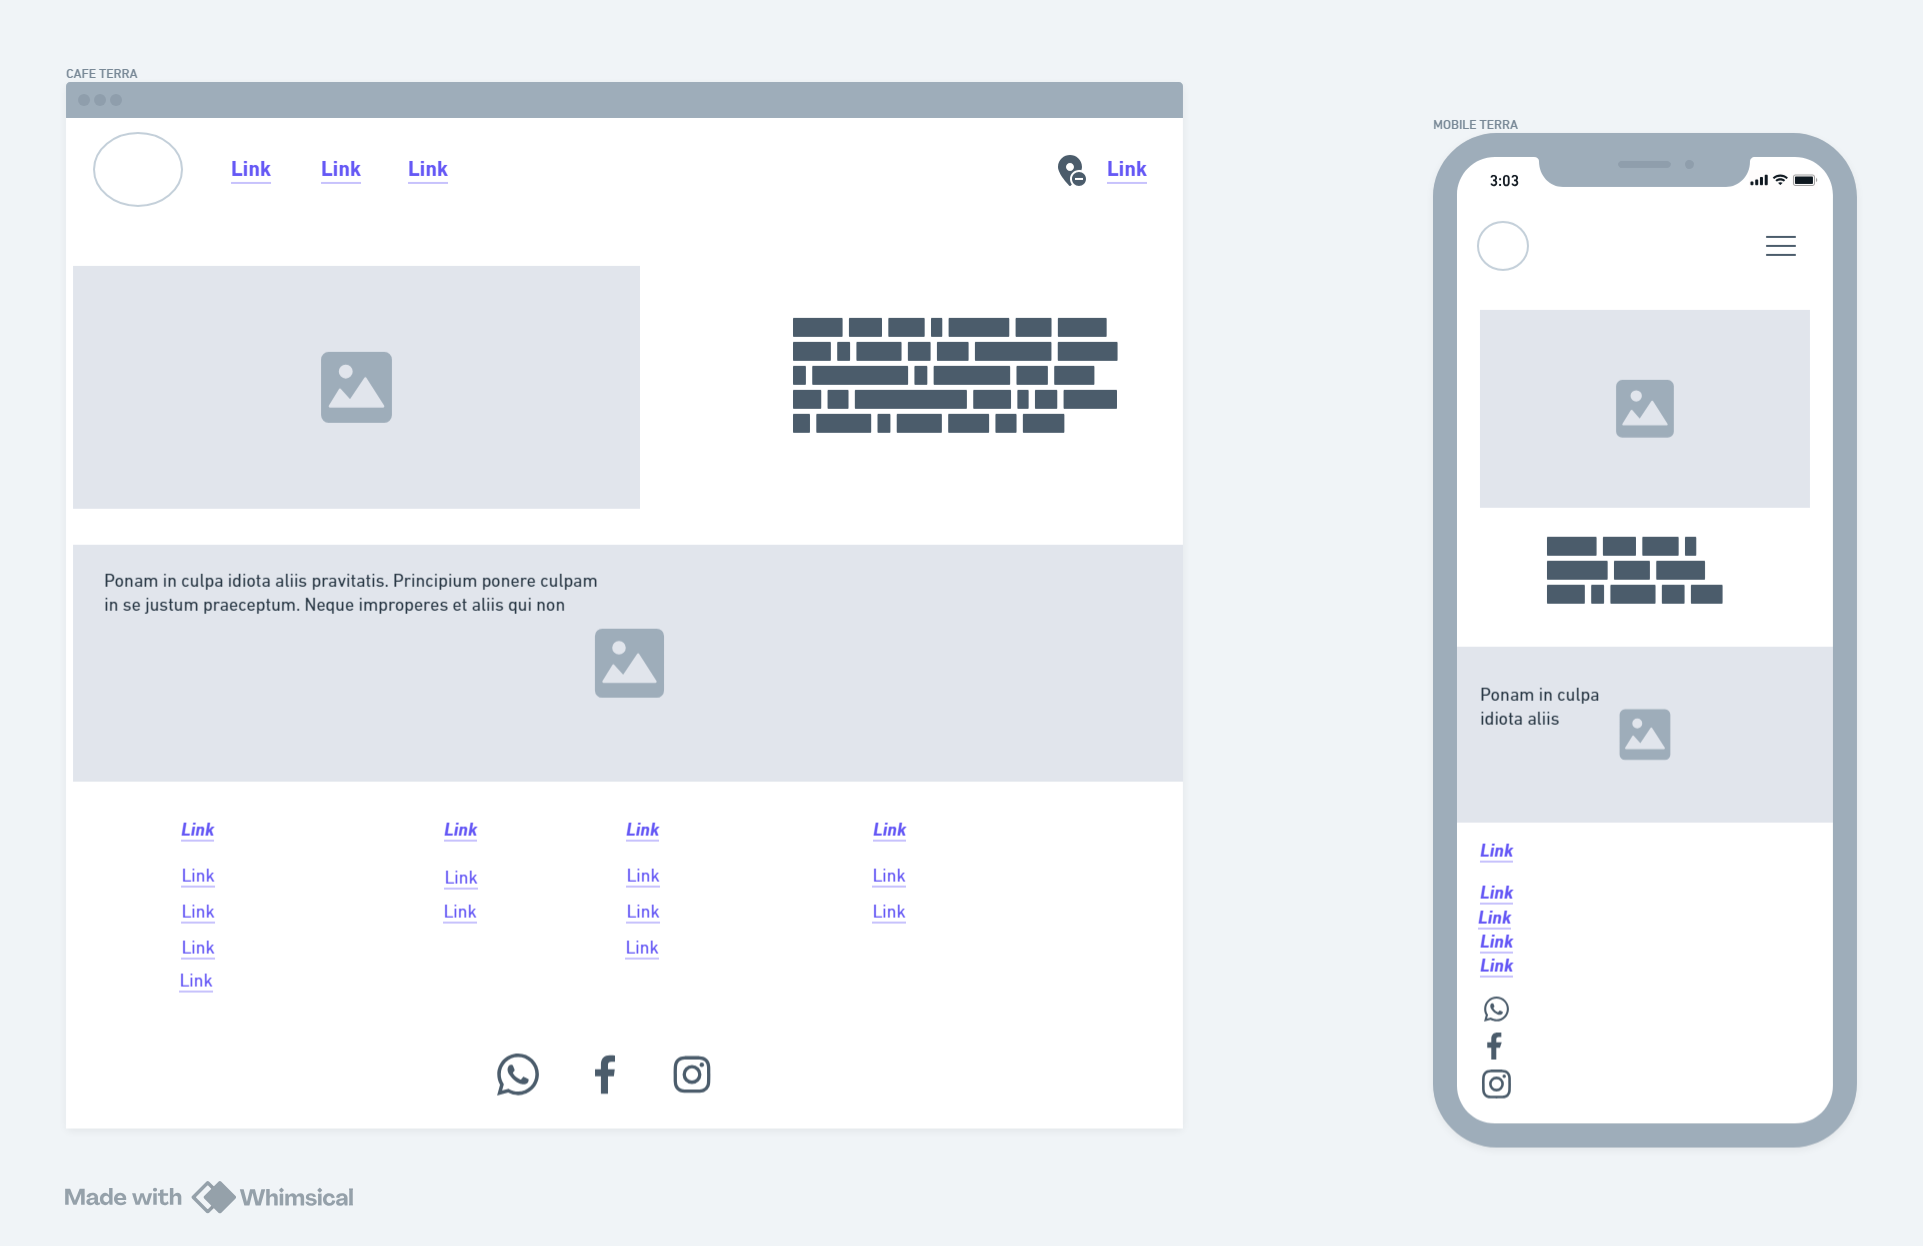 CAFE TERRA
Link Link Link Link
Ponam in culpa idiota aliis pravitatis. Principium ponere culpam
in se justum praeceptum. Neque improperes et aliis qui non
Link Link Link Link
Link Link Link Link
Link Link Link Link
Link Link
Link
MOBILE TERRA
3:03
Ponam in culpa
idiota aliis
Link
Link
Link
Link
Link
Made with Whimsical